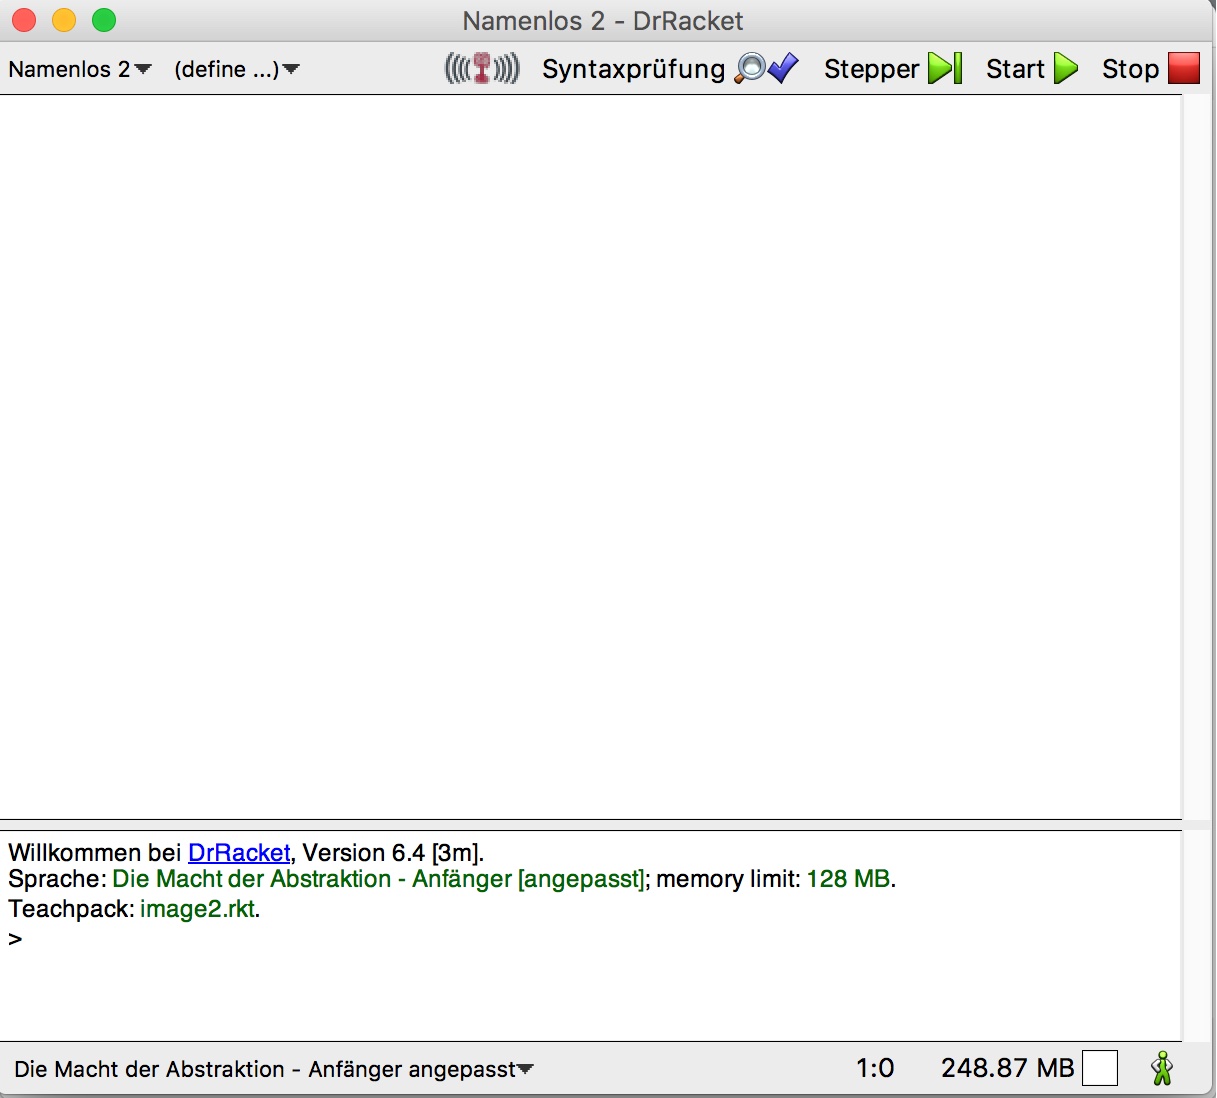 Namenlos 2 - DrRacket
Namenlos 2 (define ...) Syntaxprüfung Stepper Start Stop
Willkommen bei DrRacket, Version 6.4 [3m].
Sprache: Die Macht der Abstraktion - Anfänger [angepasst]; memory limit: 128 MB.
Teachpack: image2.rkt.
>
Die Macht der Abstraktion - Anfänger angepasst 1:0 248.87 MB